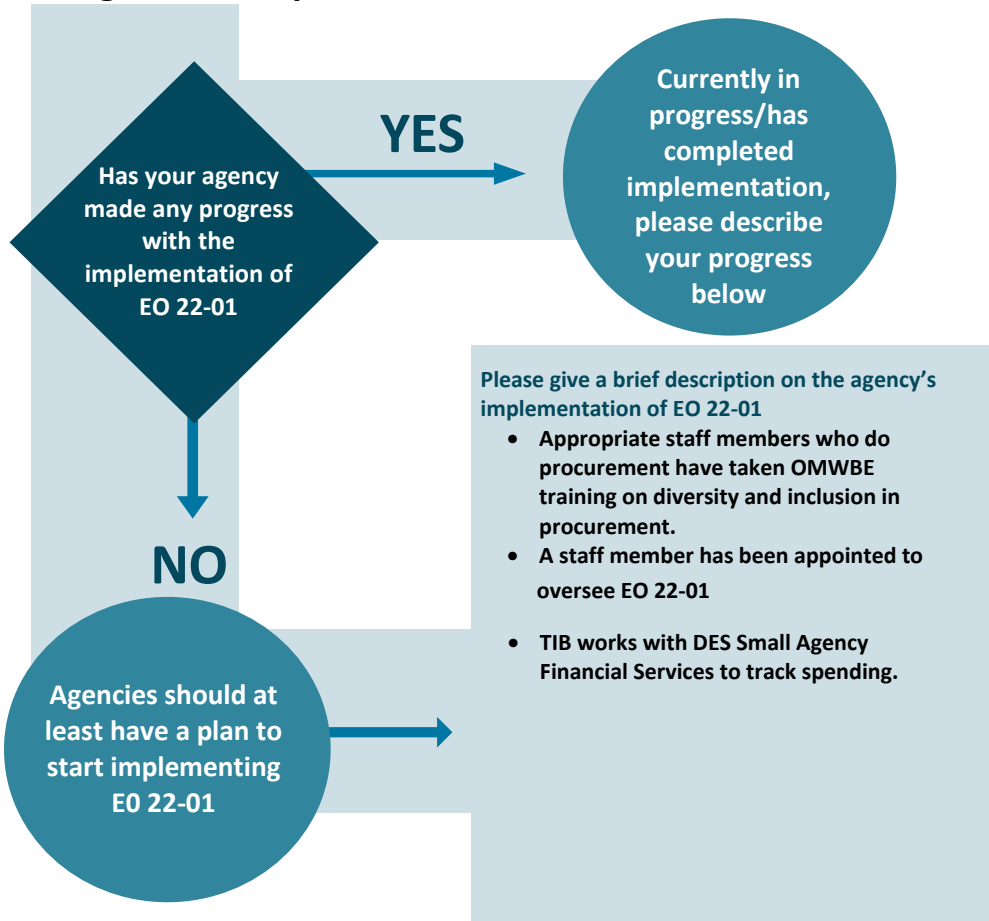 Has your agency
made any progress
with the
implementation of
EO 22-01
YES
Currently in
progress/has
completed
implementation,
please describe
your progress
below
NO
Agencies should at
least have a plan to
start implementing
E0 22-01
Please give a brief description on the agency’s
implementation of EO 22-01
• Appropriate staff members who do
procurement have taken OMWBE
training on diversity and inclusion in
procurement.
• A staff member has been appointed to
oversee EO 22-01
• TIB works with DES Small Agency
Financial Services to track spending.